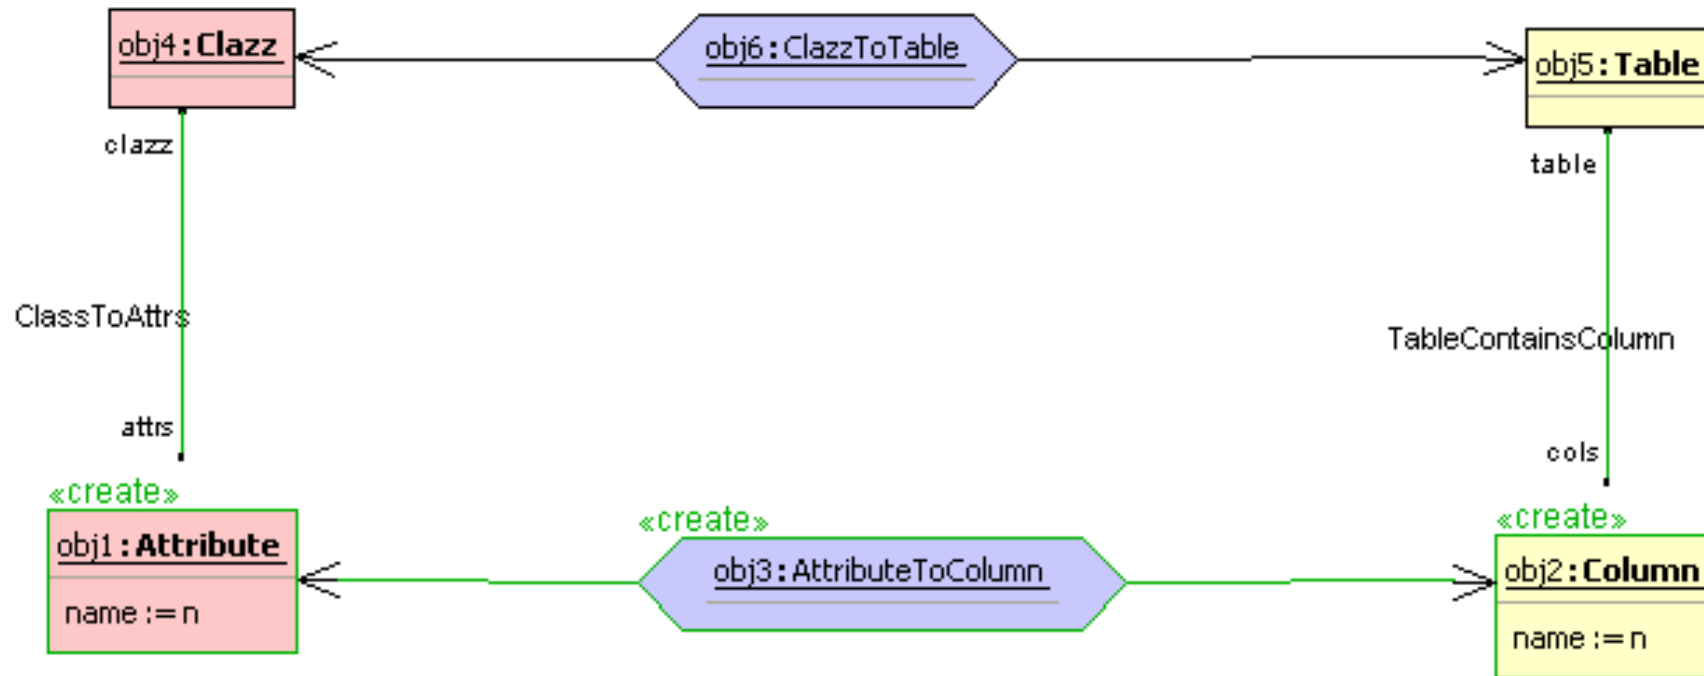 obj4:Clazz
obj6:ClazzToTable
obj5:Table
clazz
table
ClassToAttrs
TableContainsColumn
attrs
cols
«create»
«create»
«create»
obj1:Attribute
obj3:AttributeToColumn
obj2:Column
name := n
name := n